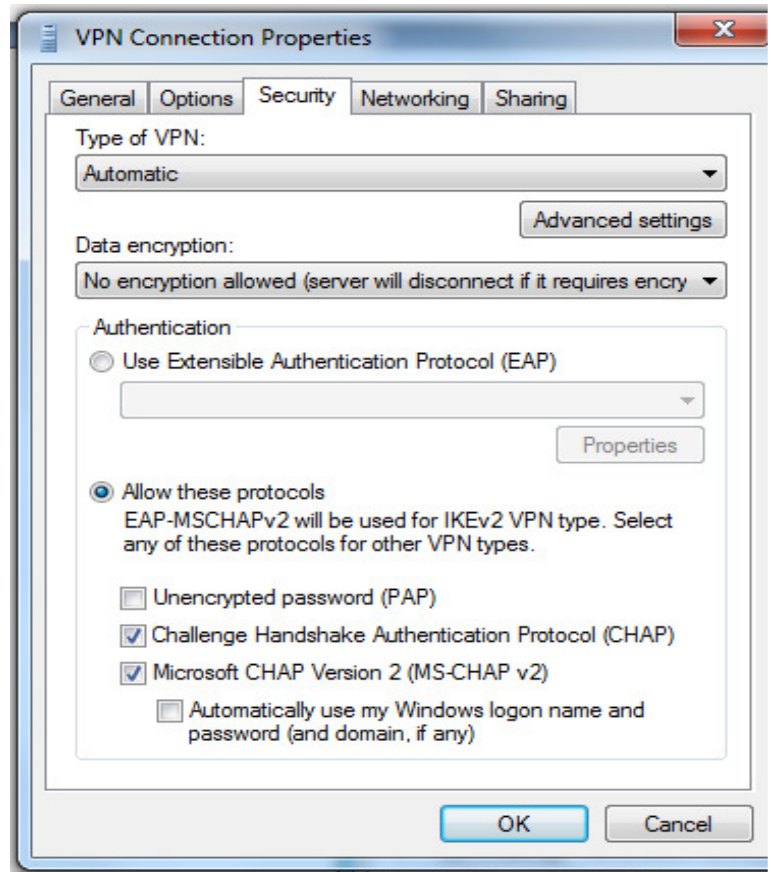 VPN Connection Properties
General Options Security Networking Sharing
Type of VPN:
Automatic
Advanced settings
Data encryption:
No encryption allowed (server will disconnect if it requires encry
Authentication
Use Extensible Authentication Protocol (EAP)
Properties
Allow these protocols
EAP-MSCHAPv2 will be used for IKEv2 VPN type. Select
any of these protocols for other VPN types.
Unencrypted password (PAP)
Challenge Handshake Authentication Protocol (CHAP)
Microsoft CHAP Version 2 (MS-CHAP v2)
Automatically use my Windows logon name and
password (and domain, if any)
OK Cancel